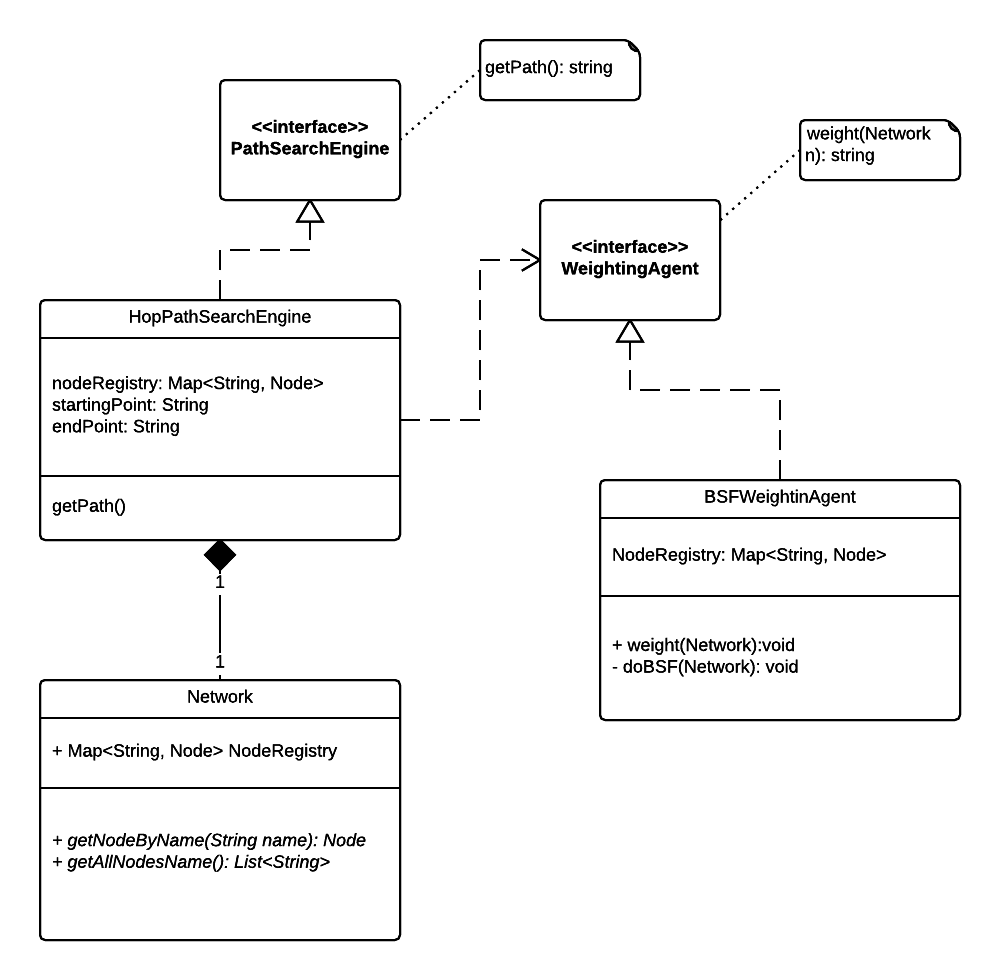 getPath(): string
<<interface>>
PathSearchEngine
weight(Network
n): string
<<interface>>
WeightingAgent
HopPathSearchEngine
nodeRegistry: Map<String, Node>
startingPoint: String
endPoint: String
getPath()
BSFWeightinAgent
NodeRegistry: Map<String, Node>
+ weight(Network):void
- doBSF(Network): void
1
1
Network
+ Map<String, Node> NodeRegistry
+ getNodeByName(String name): Node
+ getAllNodesName(): List<String>